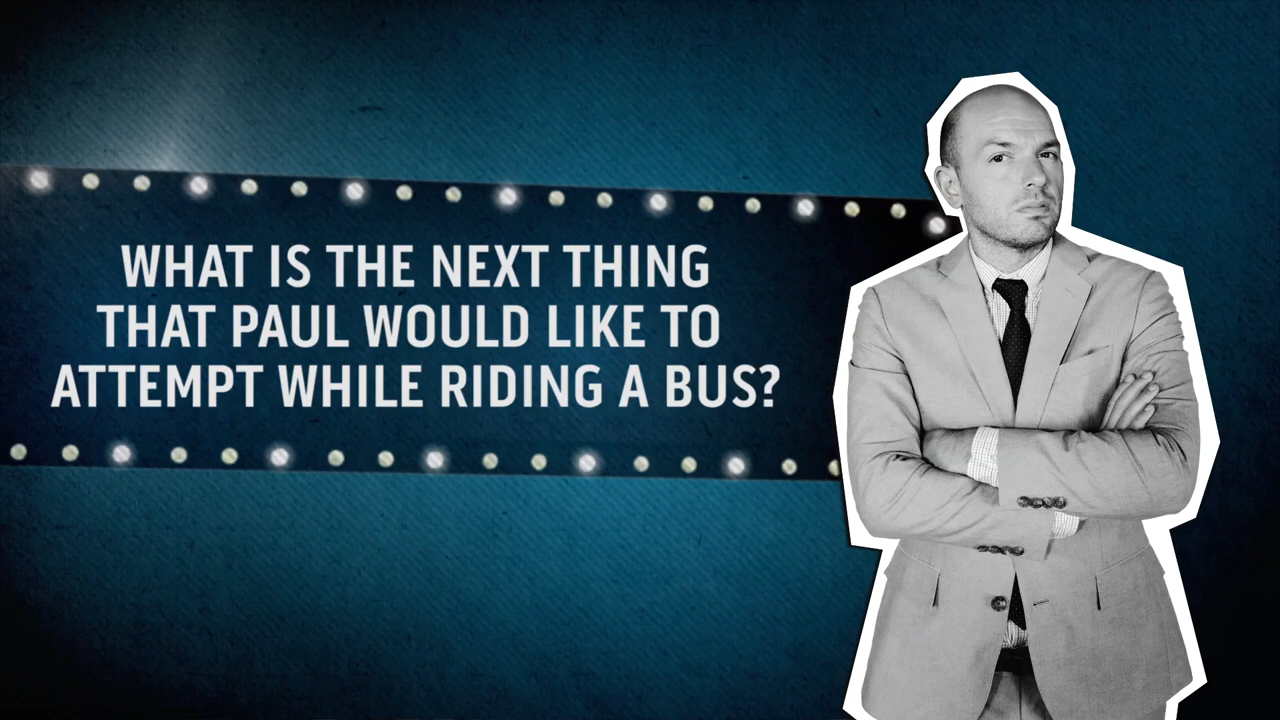 WHAT IS THE NEXT THING
THAT PAUL WOULD LIKE TO
ATTEMPT WHILE RIDING A BUS?